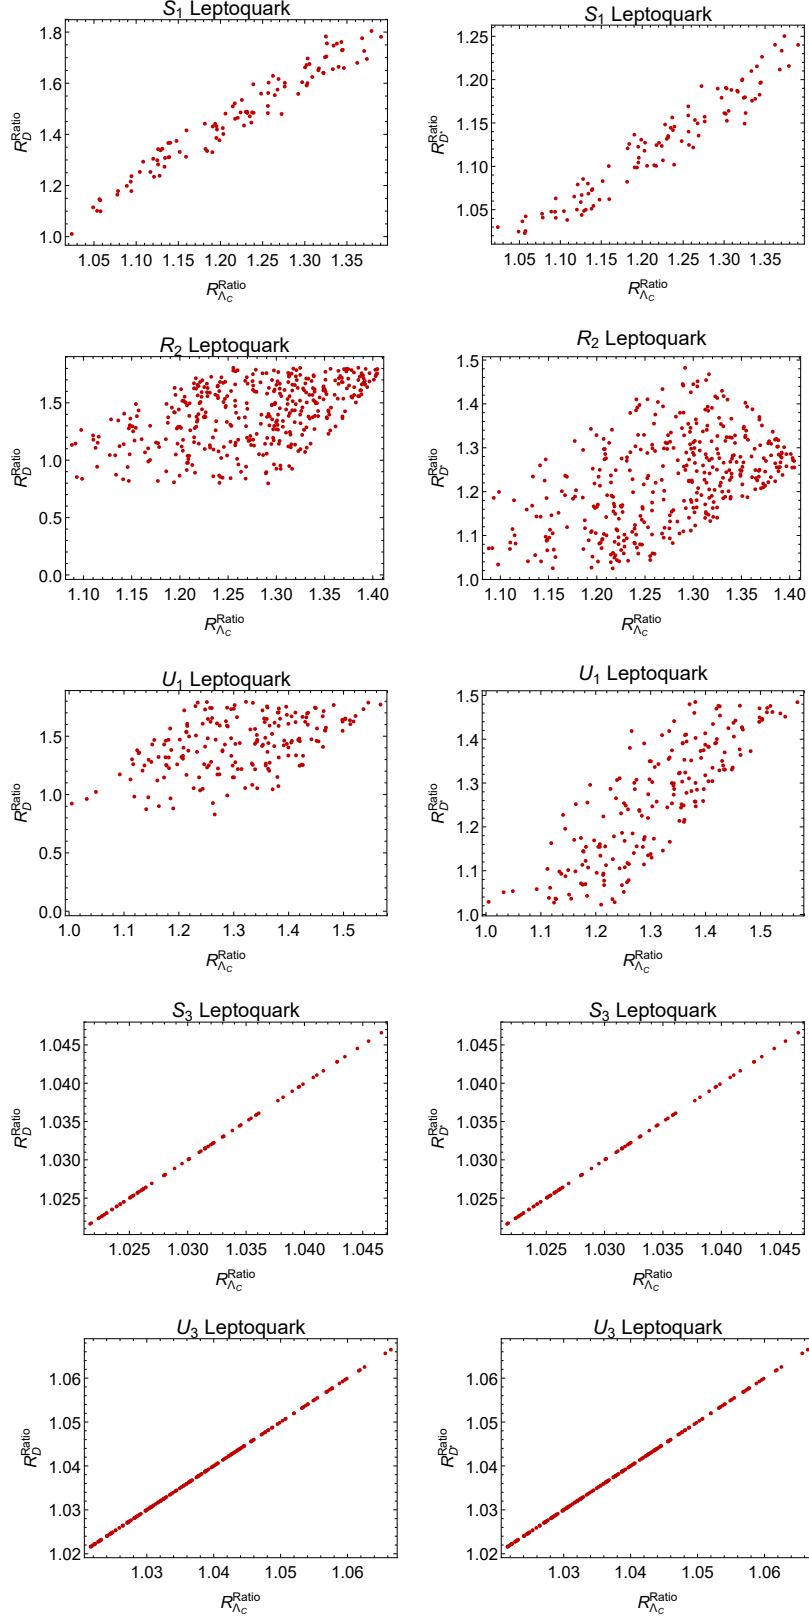 S₁ Leptoquark
S₁ Leptoquark
1.8
1.6
1.4
1.2
1.0
R_D^Ratio
1.05 1.10 1.15 1.20 1.25 1.30 1.35
R_Λc^Ratio
1.25
1.20
1.15
1.10
1.05
R_D*^Ratio
1.05 1.10 1.15 1.20 1.25 1.30 1.35
R_Λc^Ratio
R₂ Leptoquark
R₂ Leptoquark
1.5
1.0
0.5
0.0
R_D^Ratio
1.10 1.15 1.20 1.25 1.30 1.35 1.40
R_Λc^Ratio
1.5
1.4
1.3
1.2
1.1
1.0
R_D*^Ratio
1.10 1.15 1.20 1.25 1.30 1.35 1.40
R_Λc^Ratio
U₁ Leptoquark
U₁ Leptoquark
1.5
1.0
0.5
0.0
R_D^Ratio
1.0 1.1 1.2 1.3 1.4 1.5
R_Λc^Ratio
1.5
1.4
1.3
1.2
1.1
1.0
R_D*^Ratio
1.0 1.1 1.2 1.3 1.4 1.5
R_Λc^Ratio
S₃ Leptoquark
S₃ Leptoquark
1.045
1.040
1.035
1.030
1.025
R_D^Ratio
1.025 1.030 1.035 1.040 1.045
R_Λc^Ratio
1.045
1.040
1.035
1.030
1.025
R_D*^Ratio
1.025 1.030 1.035 1.040 1.045
R_Λc^Ratio
U₃ Leptoquark
U₃ Leptoquark
1.06
1.05
1.04
1.03
1.02
R_D^Ratio
1.03 1.04 1.05 1.06
R_Λc^Ratio
1.06
1.05
1.04
1.03
1.02
R_D*^Ratio
1.03 1.04 1.05 1.06
R_Λc^Ratio